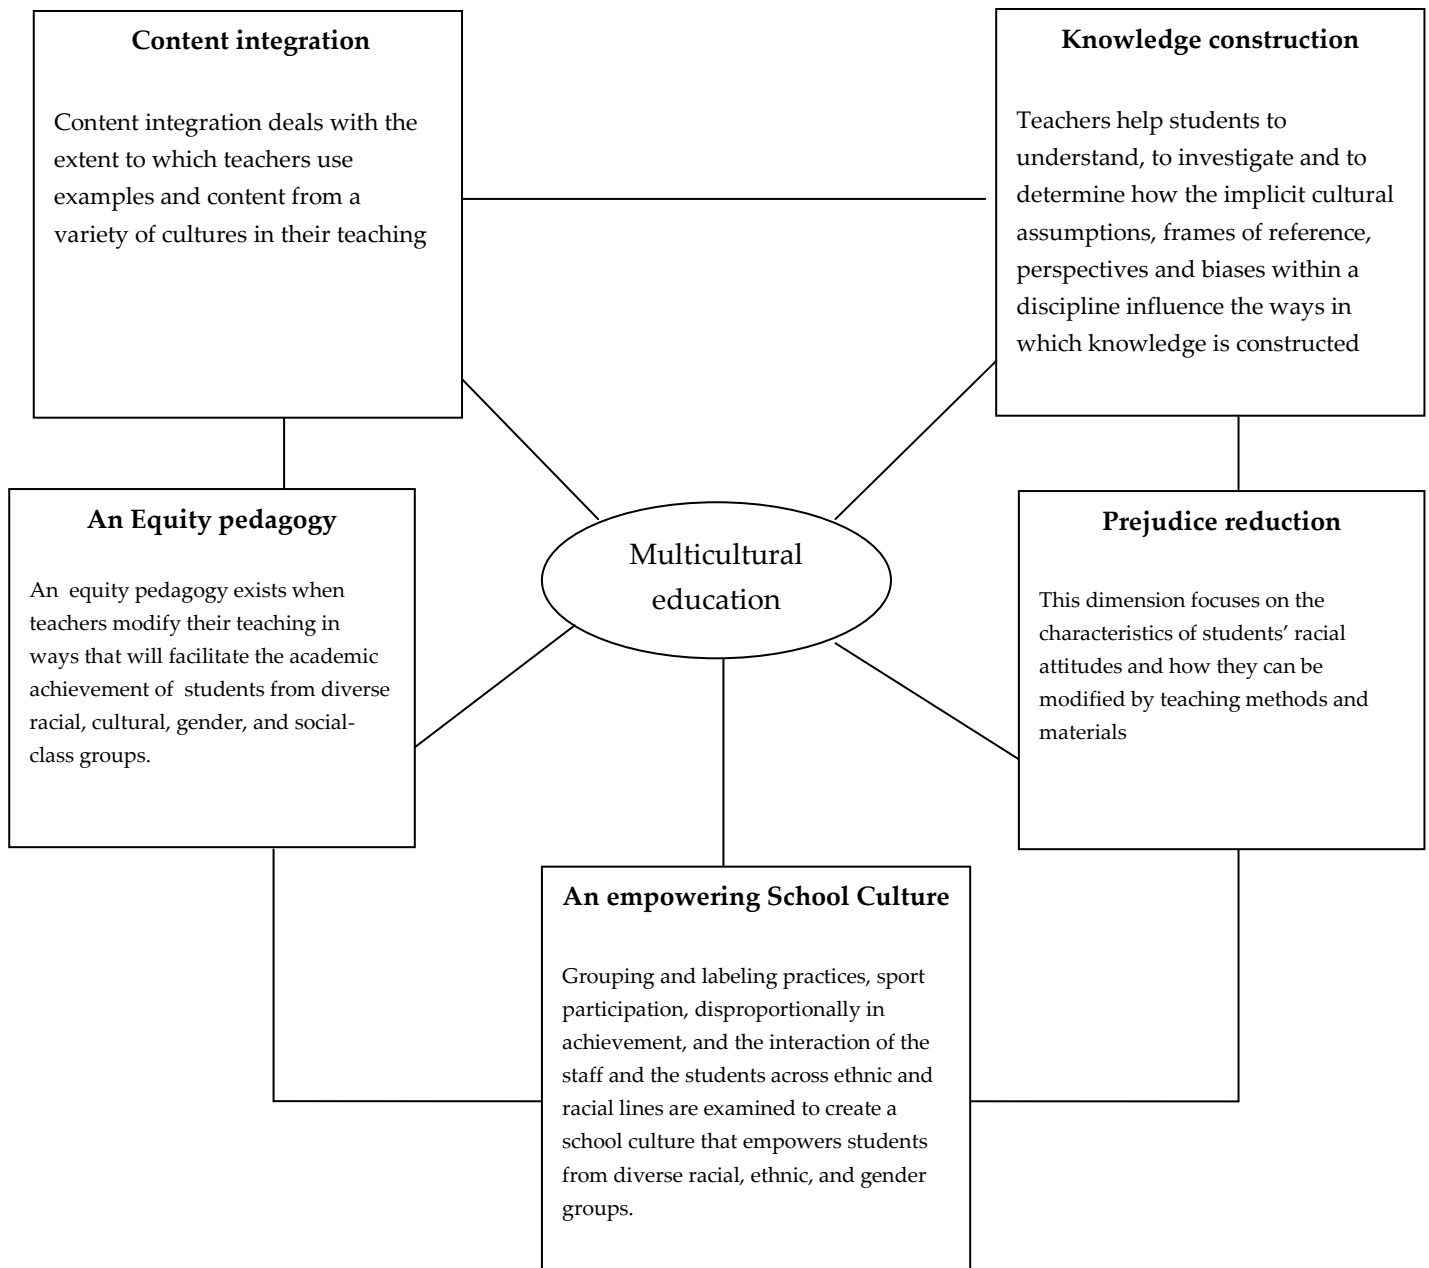 Content integration
Content integration deals with the
extent to which teachers use
examples and content from a
variety of cultures in their teaching
Knowledge construction
Teachers help students to
understand, to investigate and to
determine how the implicit cultural
assumptions, frames of reference,
perspectives and biases within a
discipline influence the ways in
which knowledge is constructed
An Equity pedagogy
An equity pedagogy exists when
teachers modify their teaching in
ways that will facilitate the academic
achievement of students from diverse
racial, cultural, gender, and social-
class groups.
Multicultural
education
Prejudice reduction
This dimension focuses on the
characteristics of students’ racial
attitudes and how they can be
modified by teaching methods and
materials
An empowering School Culture
Grouping and labeling practices, sport
participation, disproportionally in
achievement, and the interaction of the
staff and the students across ethnic and
racial lines are examined to create a
school culture that empowers students
from diverse racial, ethnic, and gender
groups.